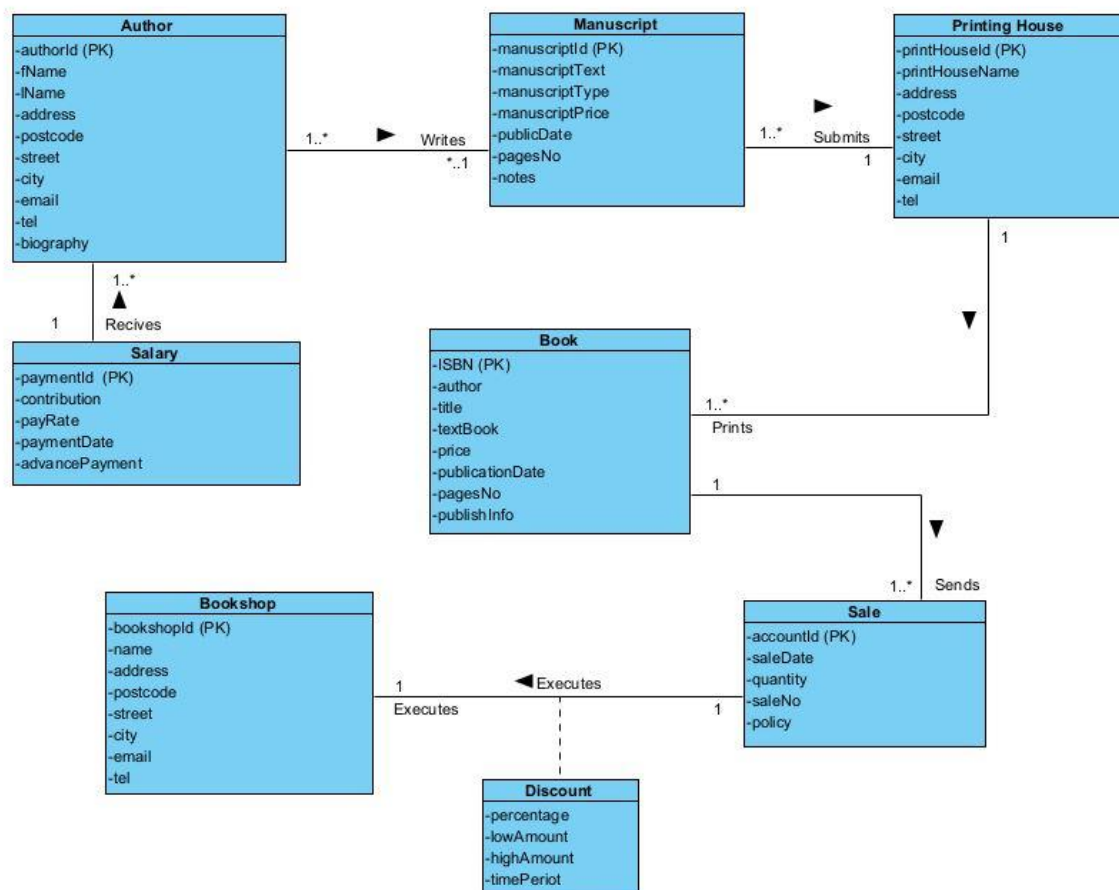 Author
-authorId (PK)
-fName
-lName
-address
-postcode
-street
-city
-email
-tel
-biography
Manuscript
-manuscriptId (PK)
-manuscriptText
-manuscriptType
-manuscriptPrice
-publicDate
-pagesNo
-notes
Printing House
-printHouseId (PK)
-printHouseName
-address
-postcode
-street
-city
-email
-tel
1..*
Writes
*..1
1..*
Submits
1
1..*
1
Recives
1
Salary
-paymentId (PK)
-contribution
-payRate
-paymentDate
-advancePayment
Book
-ISBN (PK)
-author
-title
-textBook
-price
-publicationDate
-pagesNo
-publishInfo
1..*
Prints
1
1..*
Sends
Bookshop
-bookshopId (PK)
-name
-address
-postcode
-street
-city
-email
-tel
1
Executes
Executes
1
Sale
-accountId (PK)
-saleDate
-quantity
-saleNo
-policy
Discount
-percentage
-lowAmount
-highAmount
-timePeriot